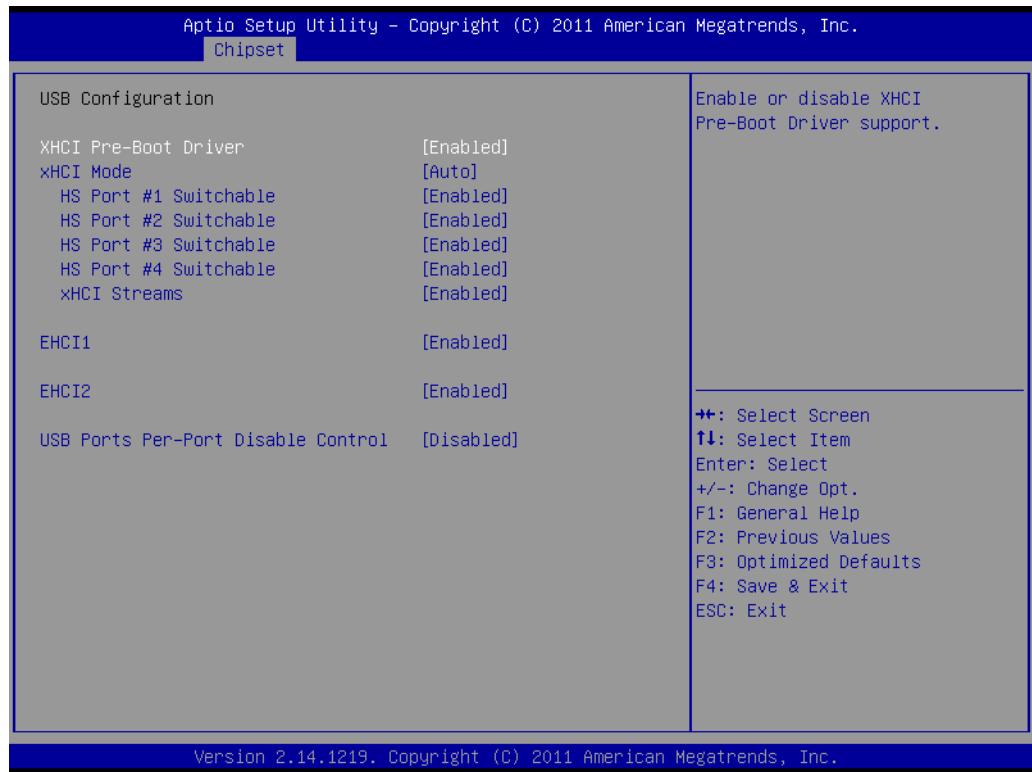 Aptio Setup Utility – Copyright (C) 2011 American Megatrends, Inc.
Chipset
USB Configuration
XHCI Pre-Boot Driver [Enabled]
xHCI Mode [Auto]
HS Port #1 Switchable [Enabled]
HS Port #2 Switchable [Enabled]
HS Port #3 Switchable [Enabled]
HS Port #4 Switchable [Enabled]
xHCI Streams [Enabled]
EHCI1 [Enabled]
EHCI2 [Enabled]
USB Ports Per-Port Disable Control [Disabled]
Enable or disable XHCI
Pre-Boot Driver support.
→←: Select Screen
↑↓: Select Item
Enter: Select
+/-: Change Opt.
F1: General Help
F2: Previous Values
F3: Optimized Defaults
F4: Save & Exit
ESC: Exit
Version 2.14.1219. Copyright (C) 2011 American Megatrends, Inc.